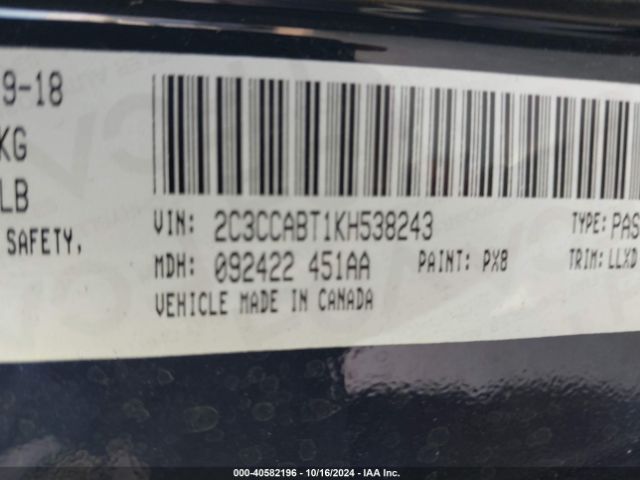 9-18
KG
LB
SAFETY,
VIN: 2C3CCABT1KH538243 TYPE: PAS
MDH: 092422 451AA PAINT: PX8 TRIM: LLXD
VEHICLE MADE IN CANADA
000-40582196 - 10/16/2024 - IAA